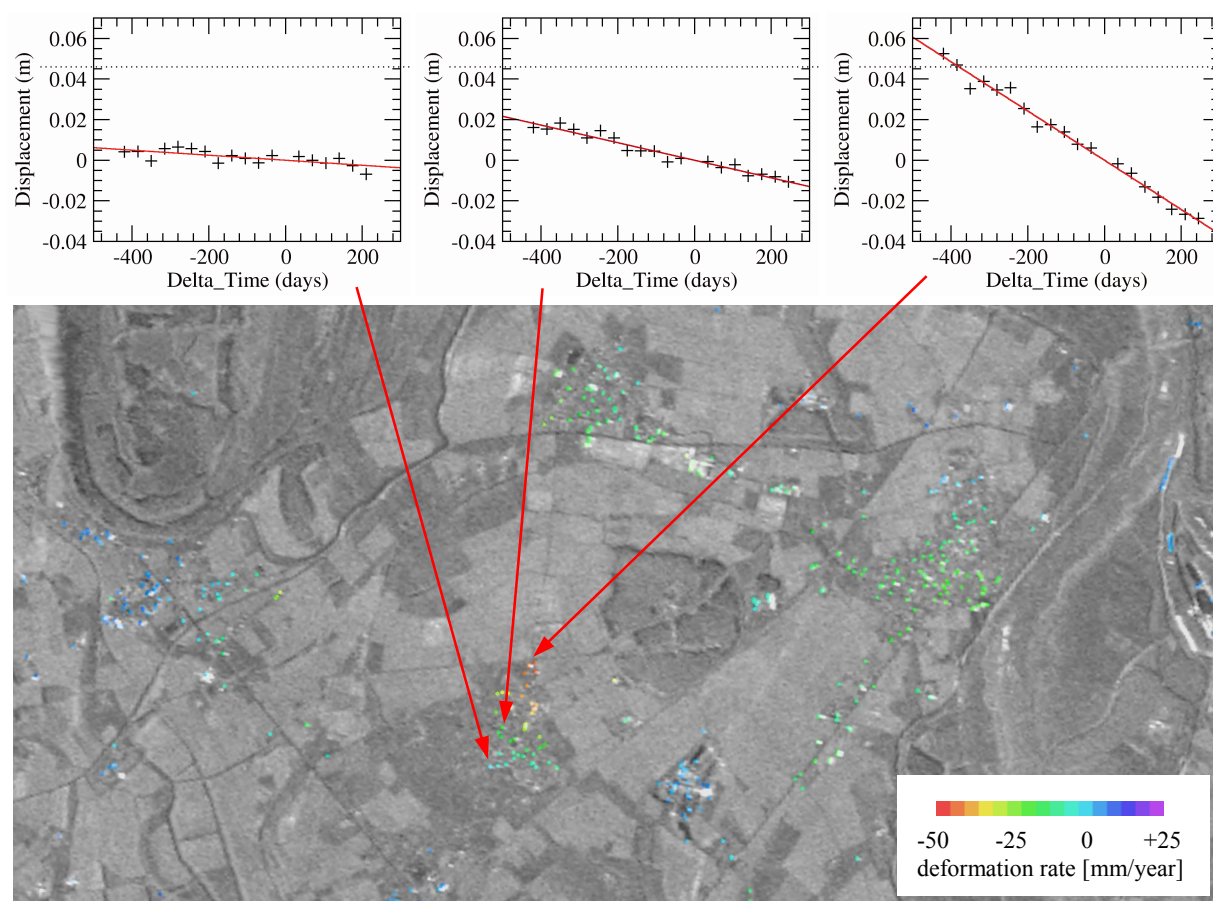 0.06
0.04
0.02
0
-0.02
-0.04
Displacement (m)
-400 -200 0 200
Delta_Time (days)
0.06
0.04
0.02
0
-0.02
-0.04
Displacement (m)
-400 -200 0 200
Delta_Time (days)
0.06
0.04
0.02
0
-0.02
-0.04
Displacement (m)
-400 -200 0 200
Delta_Time (days)
-50 -25 0 +25
deformation rate [mm/year]